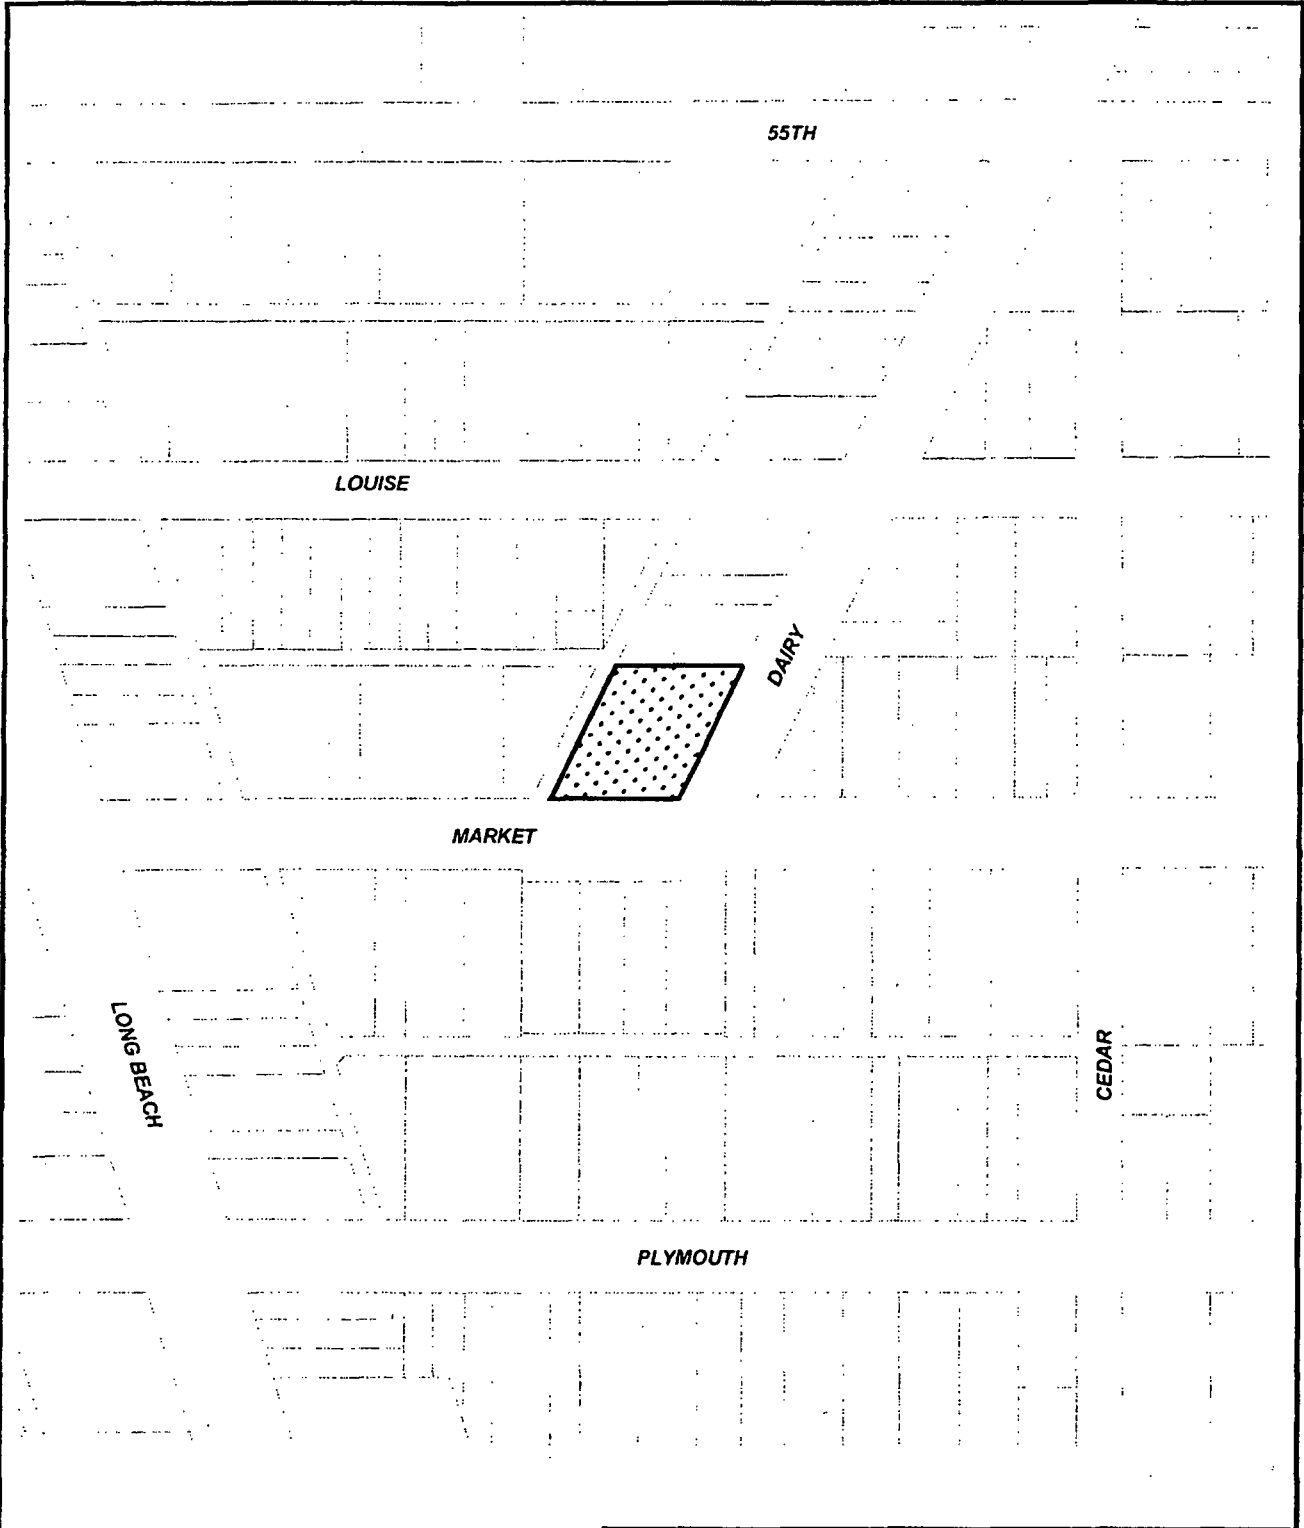 55TH
LOUISE
DAIRY
MARKET
LONG BEACH
CEDAR
PLYMOUTH